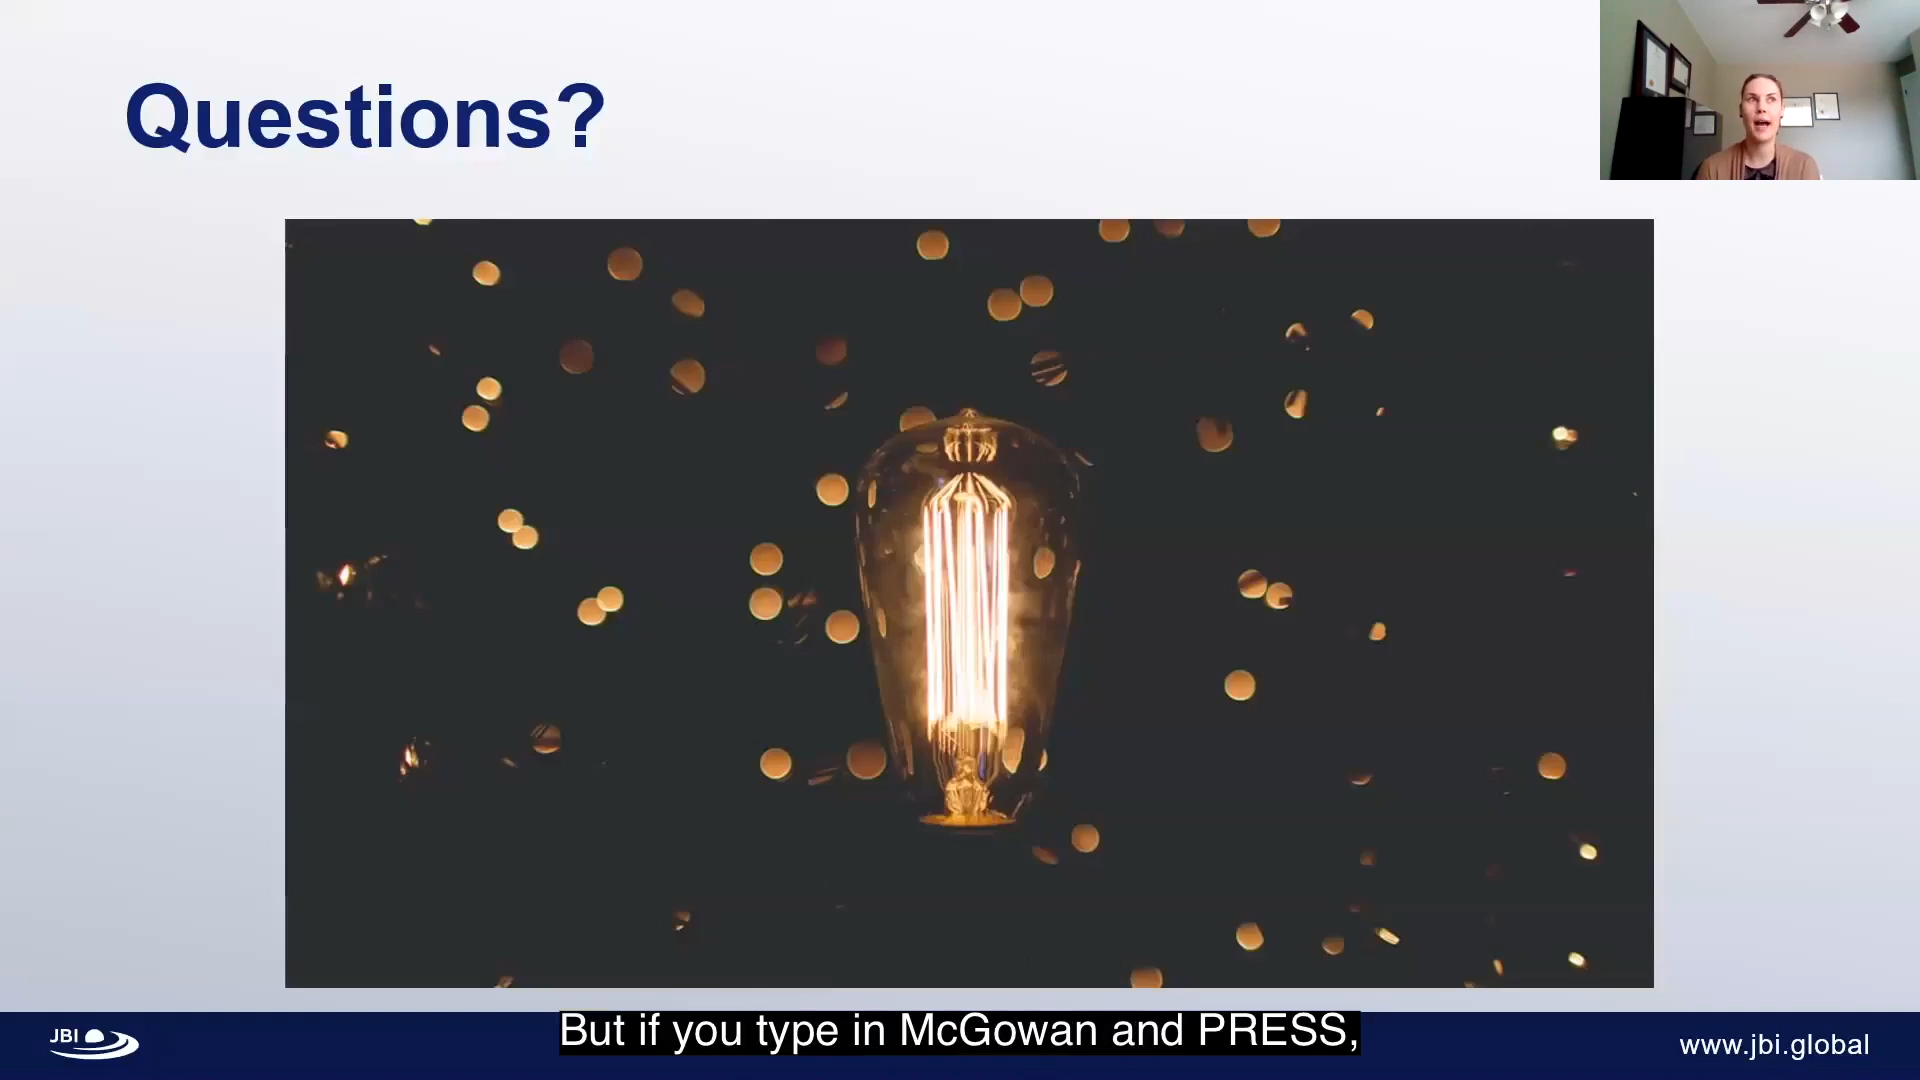 Questions?
But if you type in McGowan and PRESS,
JBI
www.jbi.global